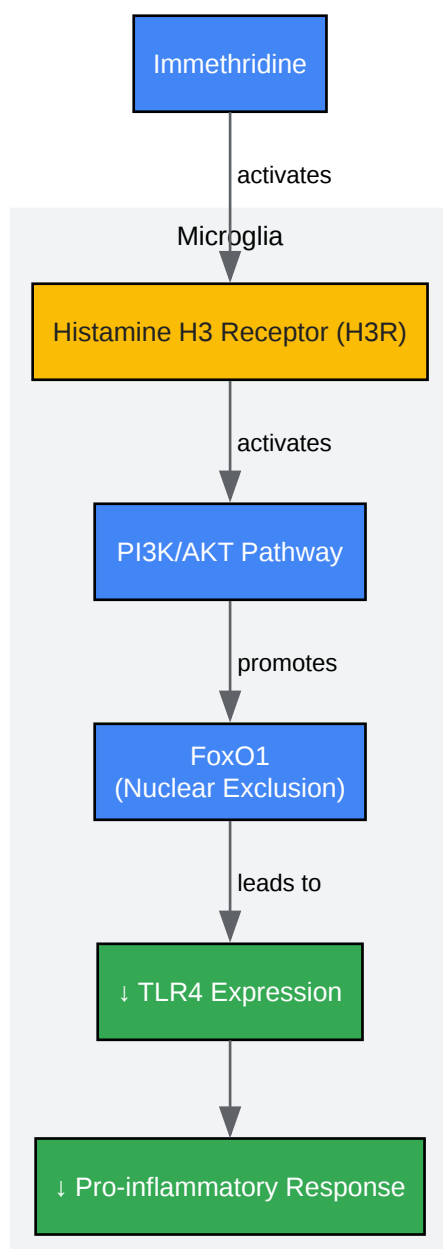 Immethridine
activates
Microglia
Histamine H3 Receptor (H3R)
activates
PI3K/AKT Pathway
promotes
FoxO1
(Nuclear Exclusion)
leads to
↓ TLR4 Expression
↓ Pro-inflammatory Response